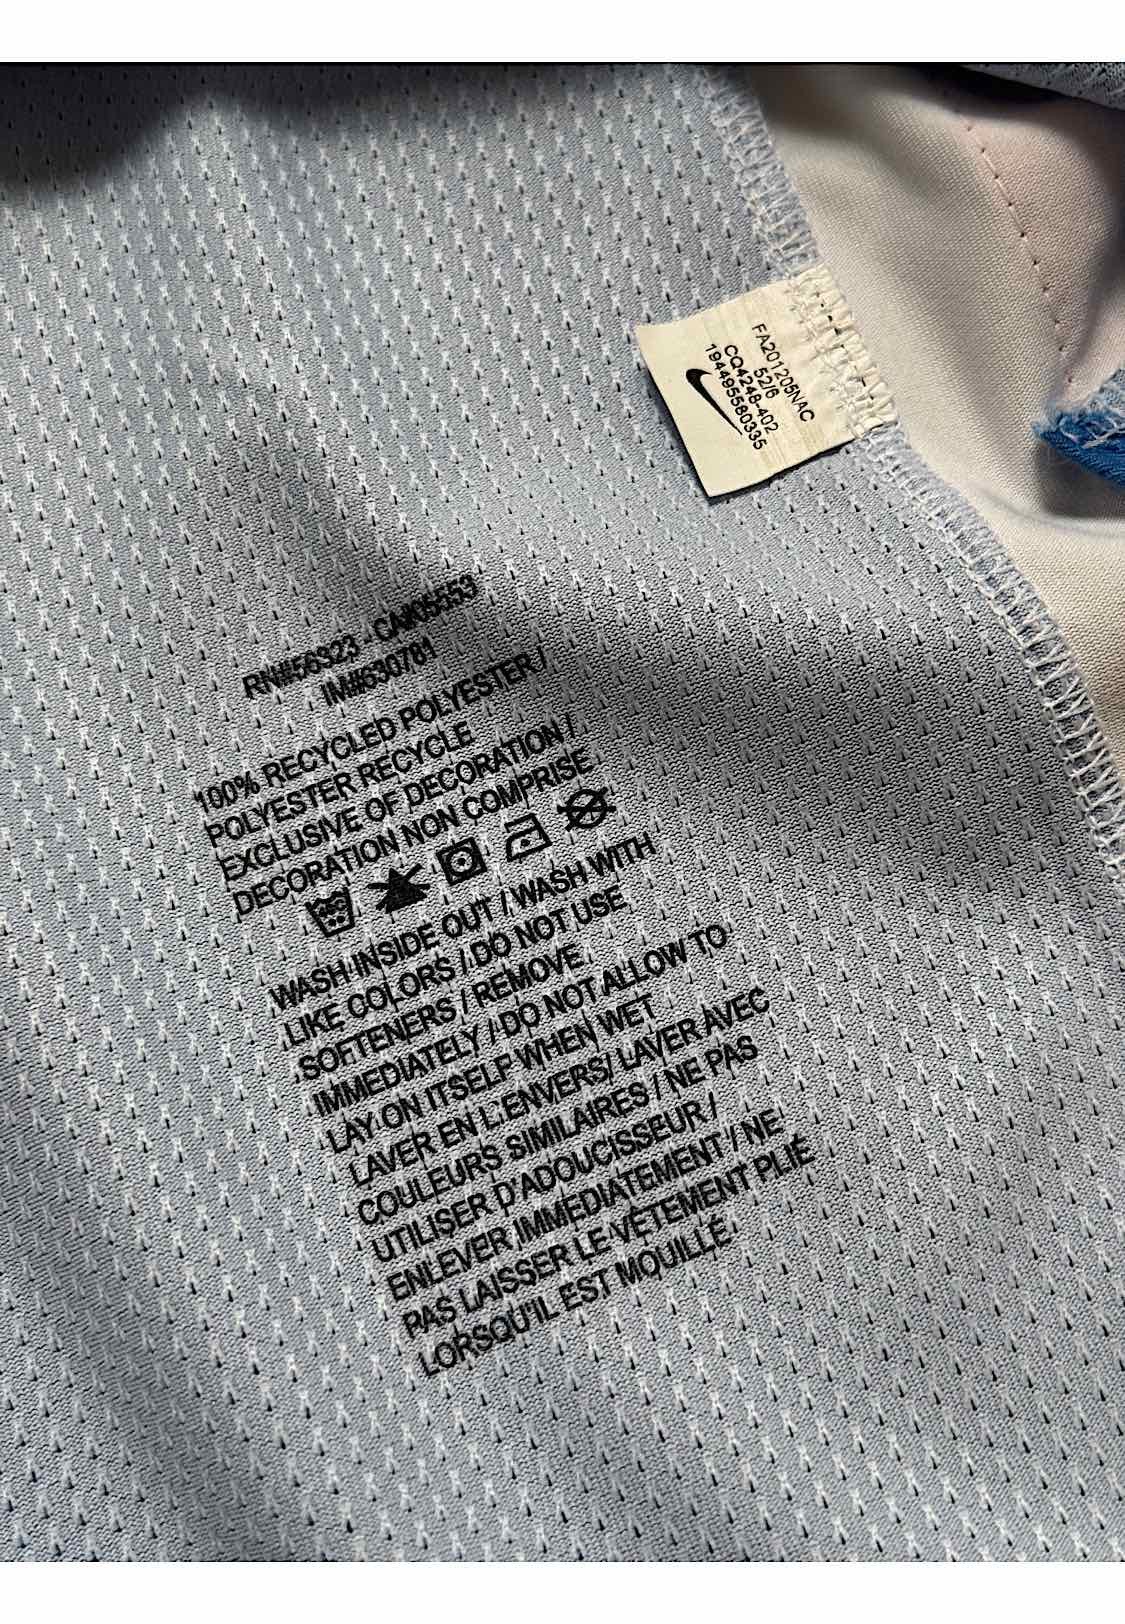 FA201205NAC
52/6
CQ4248-402
194495580335
RN#56323 - CA#05553
IM#630781
100% RECYCLED POLYESTER /
POLYESTER RECYCLE
EXCLUSIVE OF DECORATION /
DECORATION NON COMPRISE
WASH INSIDE OUT / WASH WITH
LIKE COLORS / DO NOT USE
SOFTENERS / REMOVE
IMMEDIATELY / DO NOT ALLOW TO
LAY ON ITSELF WHEN WET
LAVER EN L'ENVERS/ LAVER AVEC
COULEURS SIMILAIRES / NE PAS
UTILISER D'ADOUCISSEUR /
ENLEVER IMMÉDIATEMENT / NE
PAS LAISSER LE VÊTEMENT PLIÉ
LORSQU'IL EST MOUILLÉ